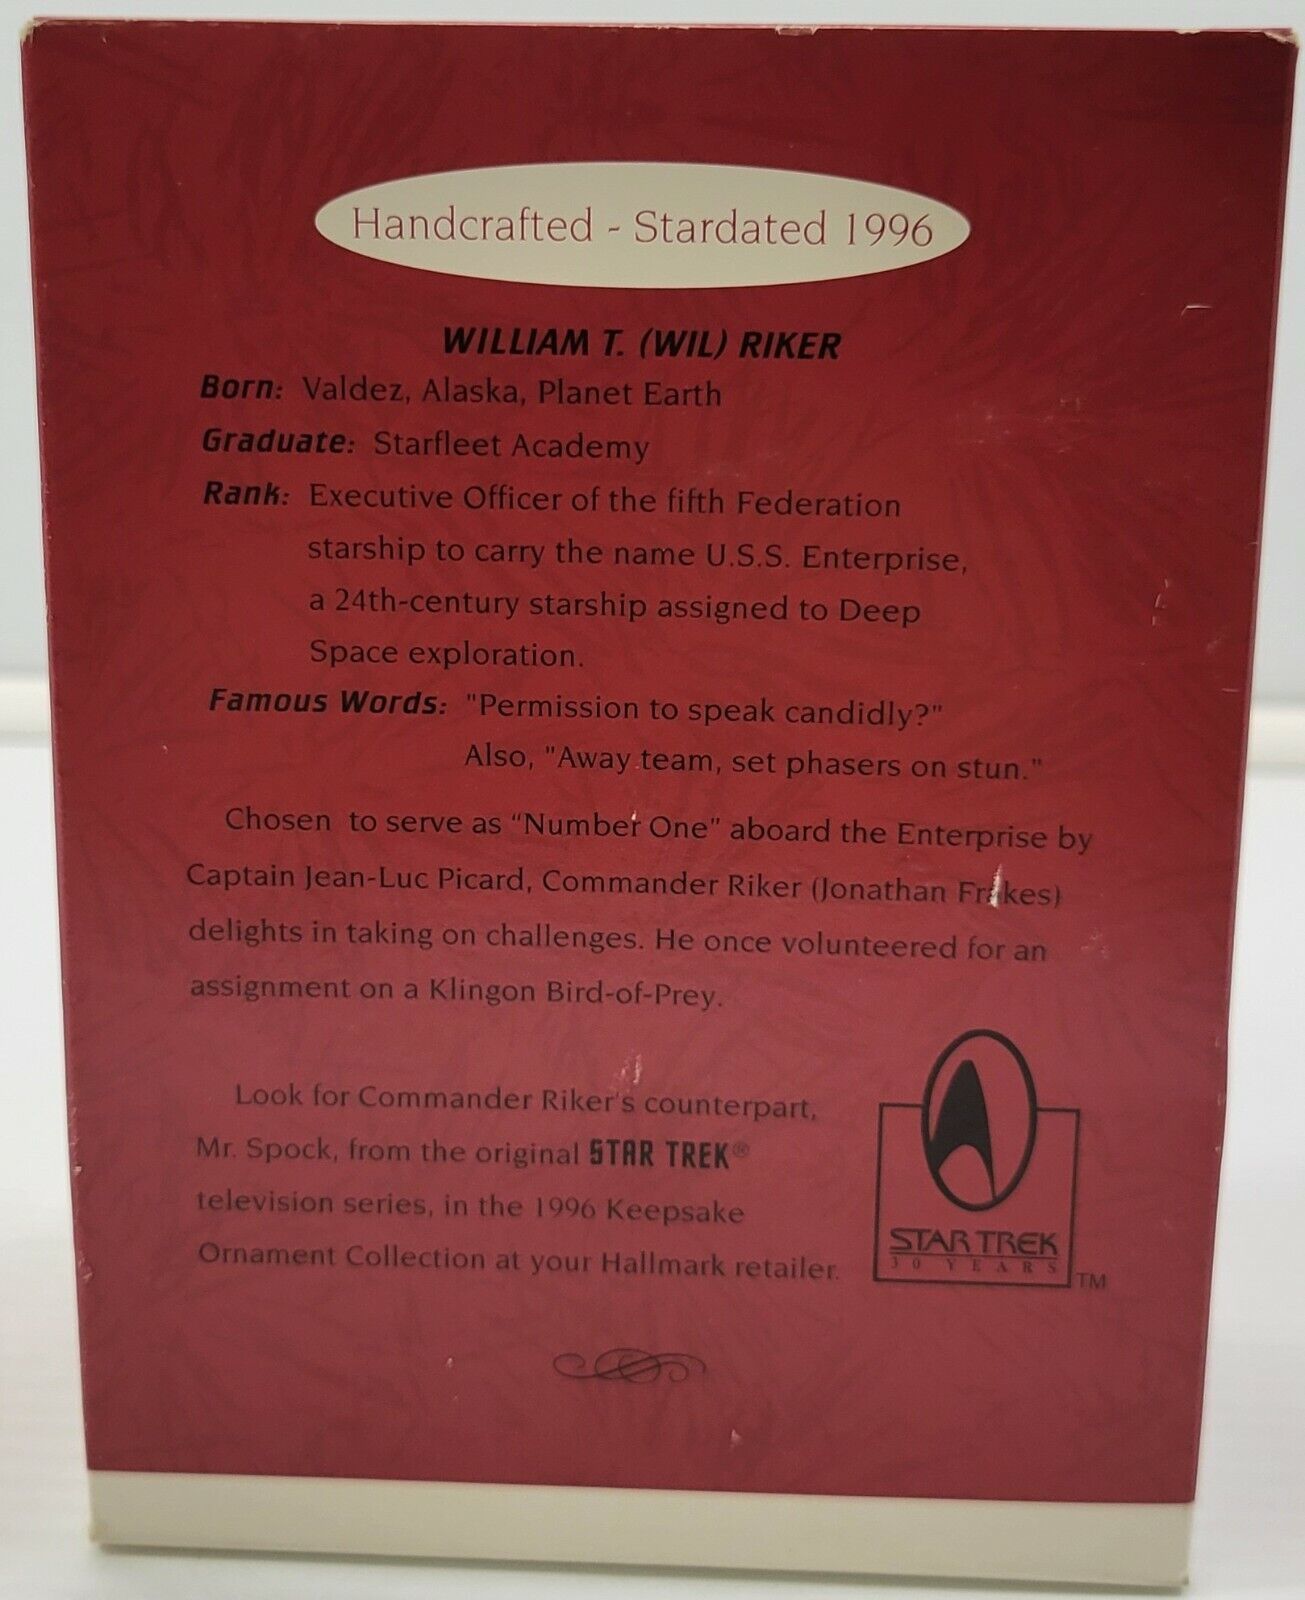 Handcrafted - Stardated 1996
WILLIAM T. (WIL) RIKER
Born: Valdez, Alaska, Planet Earth
Graduate: Starfleet Academy
Rank: Executive Officer of the fifth Federation
starship to carry the name U.S.S. Enterprise,
a 24th-century starship assigned to Deep
Space exploration.
Famous Words: "Permission to speak candidly?"
Also, "Away team, set phasers on stun."
Chosen to serve as "Number One" aboard the Enterprise by
Captain Jean-Luc Picard, Commander Riker (Jonathan Frakes)
delights in taking on challenges. He once volunteered for an
assignment on a Klingon Bird-of-Prey.
Look for Commander Riker's counterpart,
Mr. Spock, from the original STAR TREK®
television series, in the 1996 Keepsake
Ornament Collection at your Hallmark retailer.
STAR TREK
30 YEARS
TM